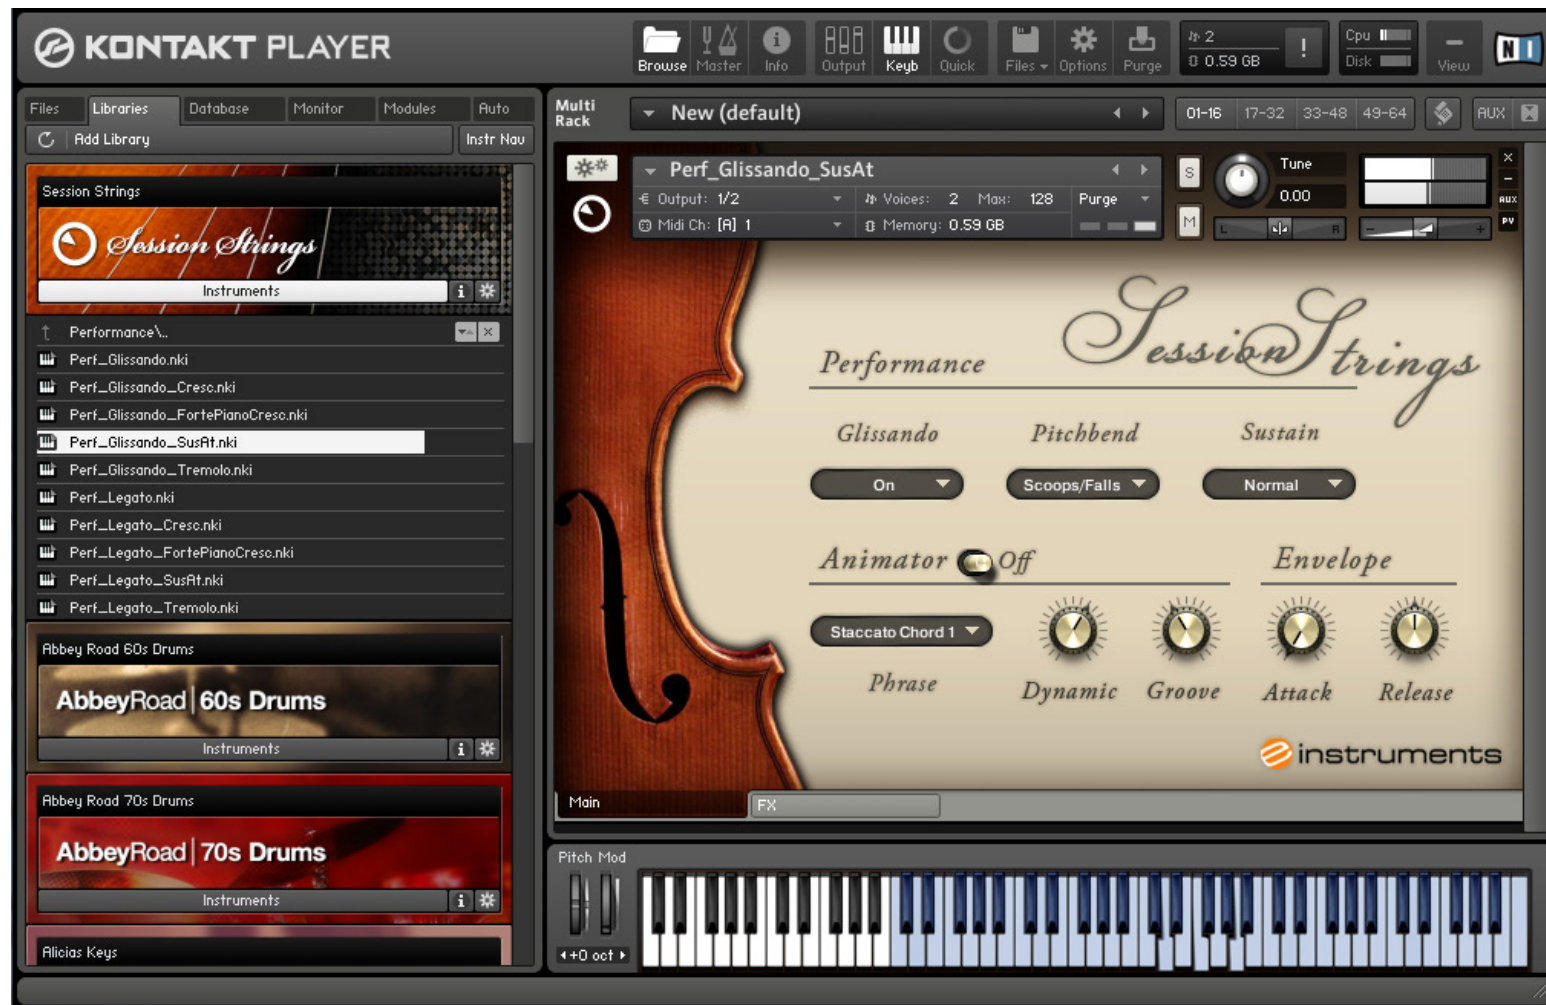 KONTAKT PLAYER
Browse Master Info Output Keyb Quick Files Options Purge
2
0.59 GB
!
Cpu
Disk
View
NI
Files Libraries Database Monitor Modules Auto
Add Library Instr Nav
Session Strings
Session Strings
Instruments i
Performance\..
Perf_Glissando.nki
Perf_Glissando_Cresc.nki
Perf_Glissando_FortePianoCresc.nki
Perf_Glissando_SusAt.nki
Perf_Glissando_Tremolo.nki
Perf_Legato.nki
Perf_Legato_Cresc.nki
Perf_Legato_FortePianoCresc.nki
Perf_Legato_SusAt.nki
Perf_Legato_Tremolo.nki
Abbey Road 60s Drums
AbbeyRoad | 60s Drums
Instruments i
Abbey Road 70s Drums
AbbeyRoad | 70s Drums
Instruments i
Alicias Keys
Multi
Rack
New (default)
01-16 17-32 33-48 49-64
AUX
Perf_Glissando_SusAt
Output: 1/2 Voices: 2 Max: 128 Purge
Midi Ch: [A] 1 Memory: 0.59 GB
S
M
Tune
0.00
L R
- +
×
-
AUX
PV
Session Strings
Performance
Glissando Pitchbend Sustain
On Scoops/Falls Normal
Animator Off Envelope
Staccato Chord 1
Phrase Dynamic Groove Attack Release
e instruments
Main FX
Pitch Mod
+0 oct